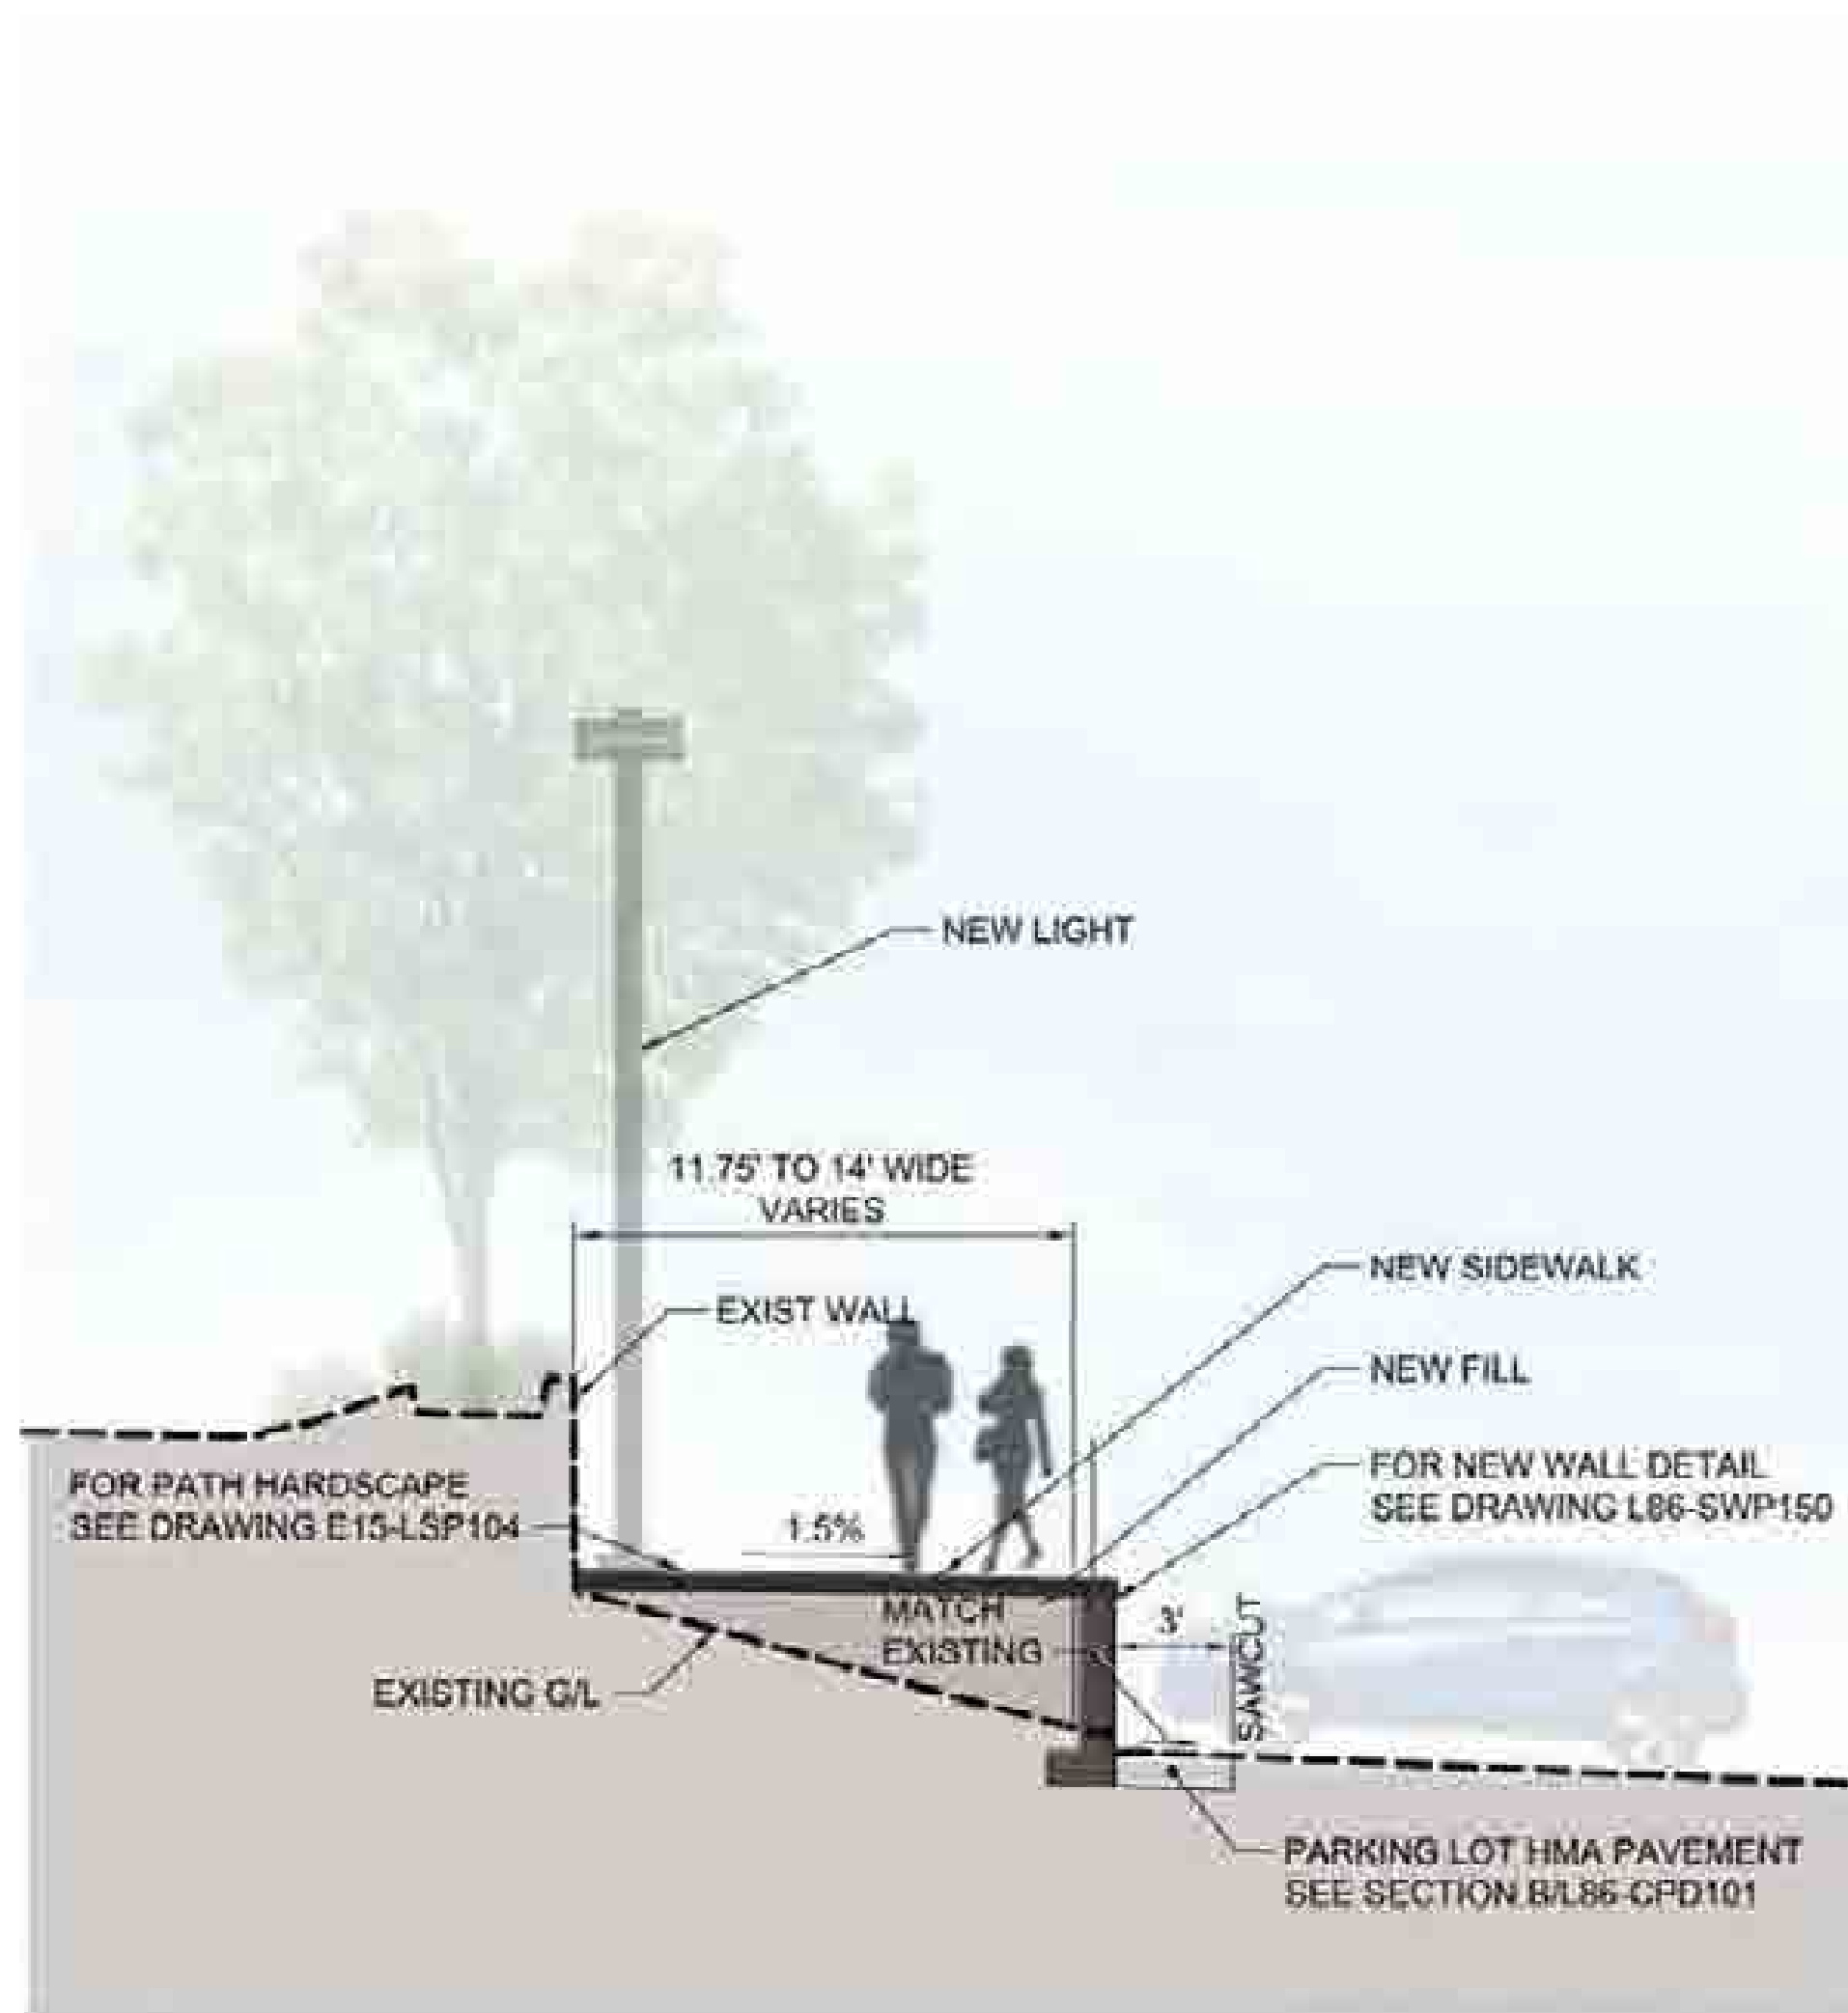 NEW LIGHT
11.75' TO 14' WIDE
VARIES
EXIST WALL
NEW SIDEWALK
NEW FILL
FOR NEW WALL DETAIL
SEE DRAWING L86-SWP150
FOR PATH HARDSCAPE
SEE DRAWING E15-LSP104
1.5%
MATCH
EXISTING
3'
SAWCUT
EXISTING G/L
PARKING LOT HMA PAVEMENT
SEE SECTION B/L86-CPD101